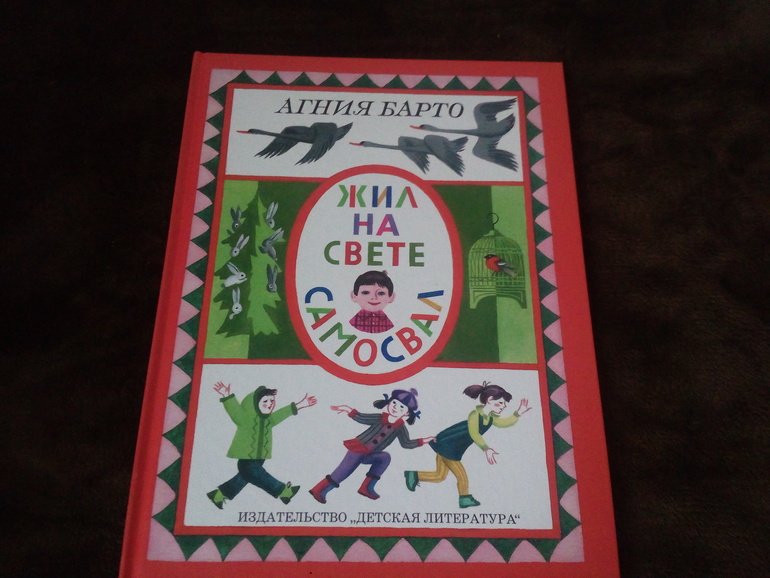 АГНИЯ БАРТО
ЖИЛ
НА
СВЕТЕ
САМОСВАЛ
ИЗДАТЕЛЬСТВО „ДЕТСКАЯ ЛИТЕРАТУРА“